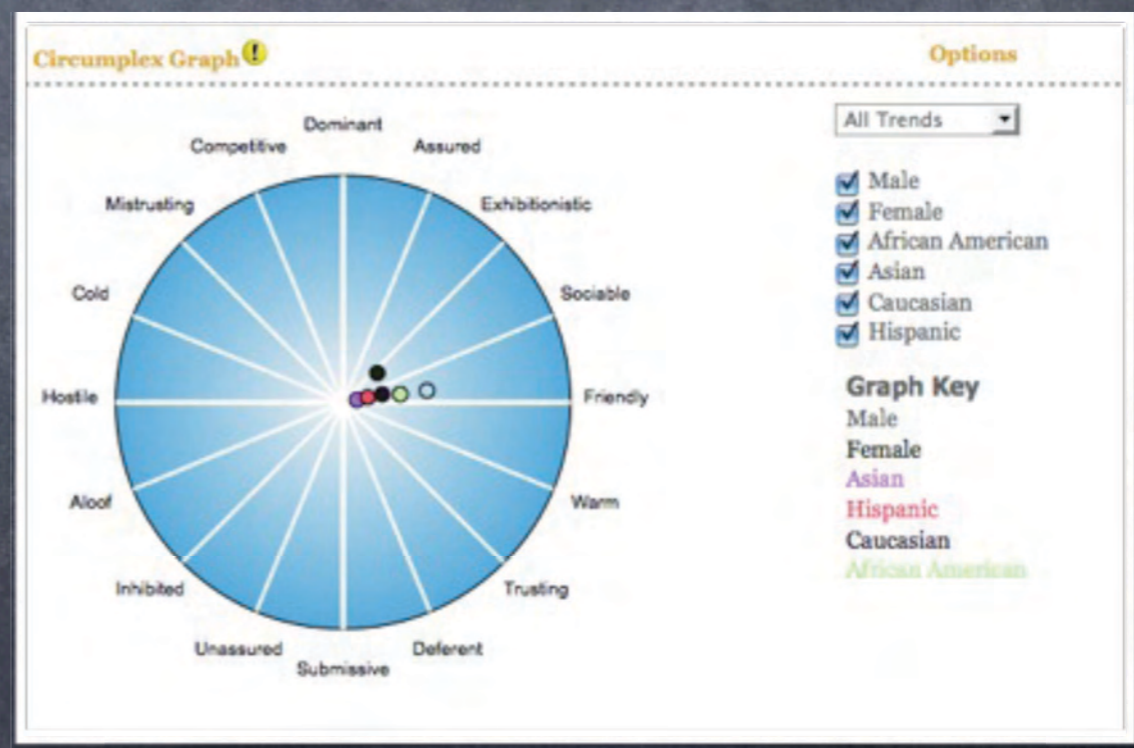 Circumplex Graph !
Options
All Trends
Male
Female
African American
Asian
Caucasian
Hispanic
Graph Key
Male
Female
Asian
Hispanic
Caucasian
African American
Dominant
Competitive
Assured
Mistrusting
Exhibitionistic
Cold
Sociable
Hostile
Friendly
Aloof
Warm
Inhibited
Trusting
Unassured
Deferent
Submissive